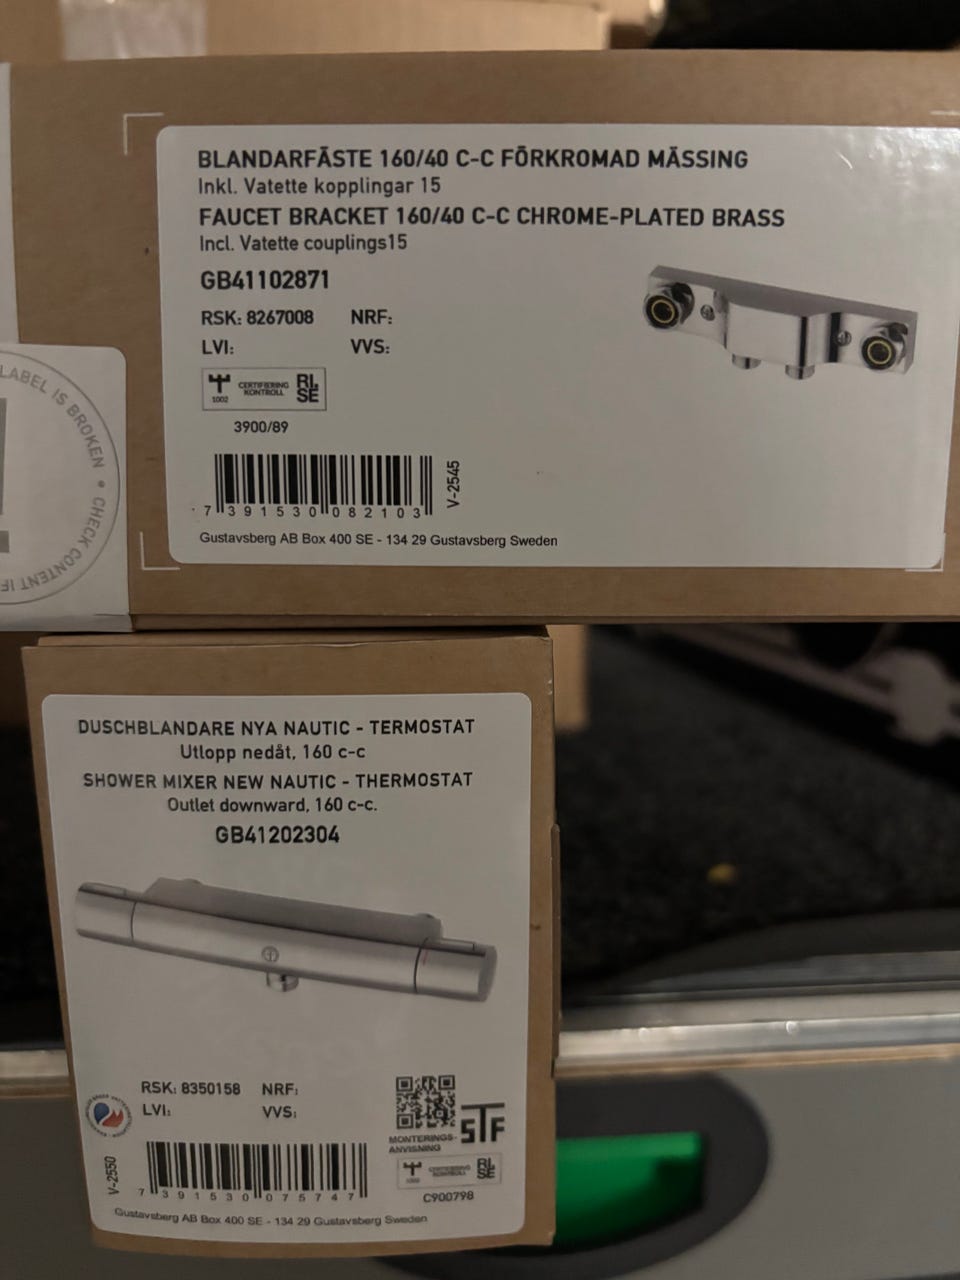 BLANDARFÄSTE 160/40 C-C FÖRKROMAD MÄSSING
Inkl. Vatette kopplingar 15
FAUCET BRACKET 160/40 C-C CHROME-PLATED BRASS
Incl. Vatette couplings15
GB41102871
RSK: 8267008 NRF:
LVI: VVS:
1002 CERTIFIERING KONTROLL RI. SE
3900/89
7 391530 082103
V-2545
Gustavsberg AB Box 400 SE - 134 29 Gustavsberg Sweden
LABEL IS BROKEN • CHECK CONTENT IF
DUSCHBLANDARE NYA NAUTIC - TERMOSTAT
Utlopp nedåt, 160 c-c
SHOWER MIXER NEW NAUTIC - THERMOSTAT
Outlet downward, 160 c-c.
GB41202304
RSK: 8350158 NRF:
LVI: VVS:
MONTERINGS-
ANVISNING
STF
1002 CERTIFIERING KONTROLL RI. SE
C900798
V-2550
7 391530 075747
Gustavsberg AB Box 400 SE - 134 29 Gustavsberg Sweden